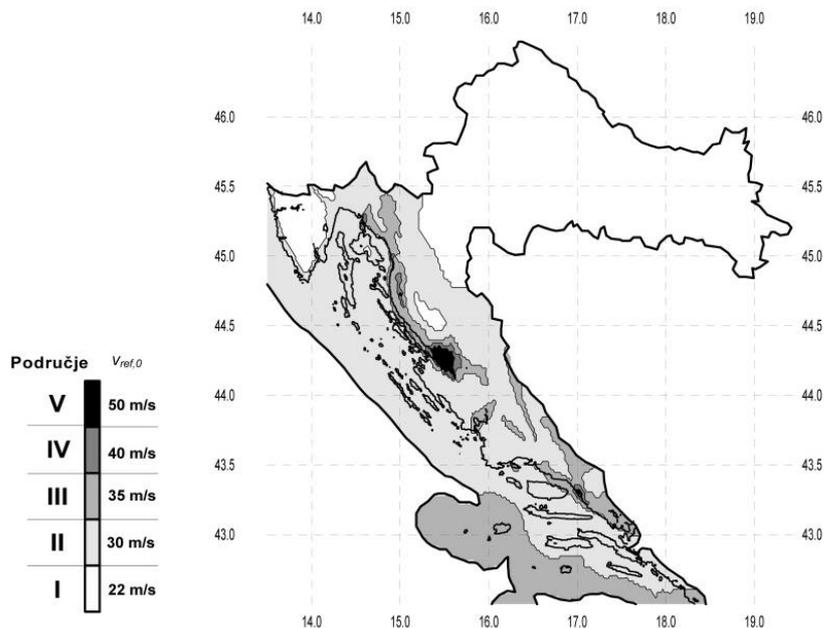 14.0 15.0 16.0 17.0 18.0 19.0
46.0 46.0
45.5 45.5
45.0 45.0
44.5 44.5
Područje Vref,0
44.0 44.0
V 50 m/s
IV 40 m/s
43.5 43.5
III 35 m/s
43.0 43.0
II 30 m/s
I 22 m/s
14.0 15.0 16.0 17.0 18.0 19.0